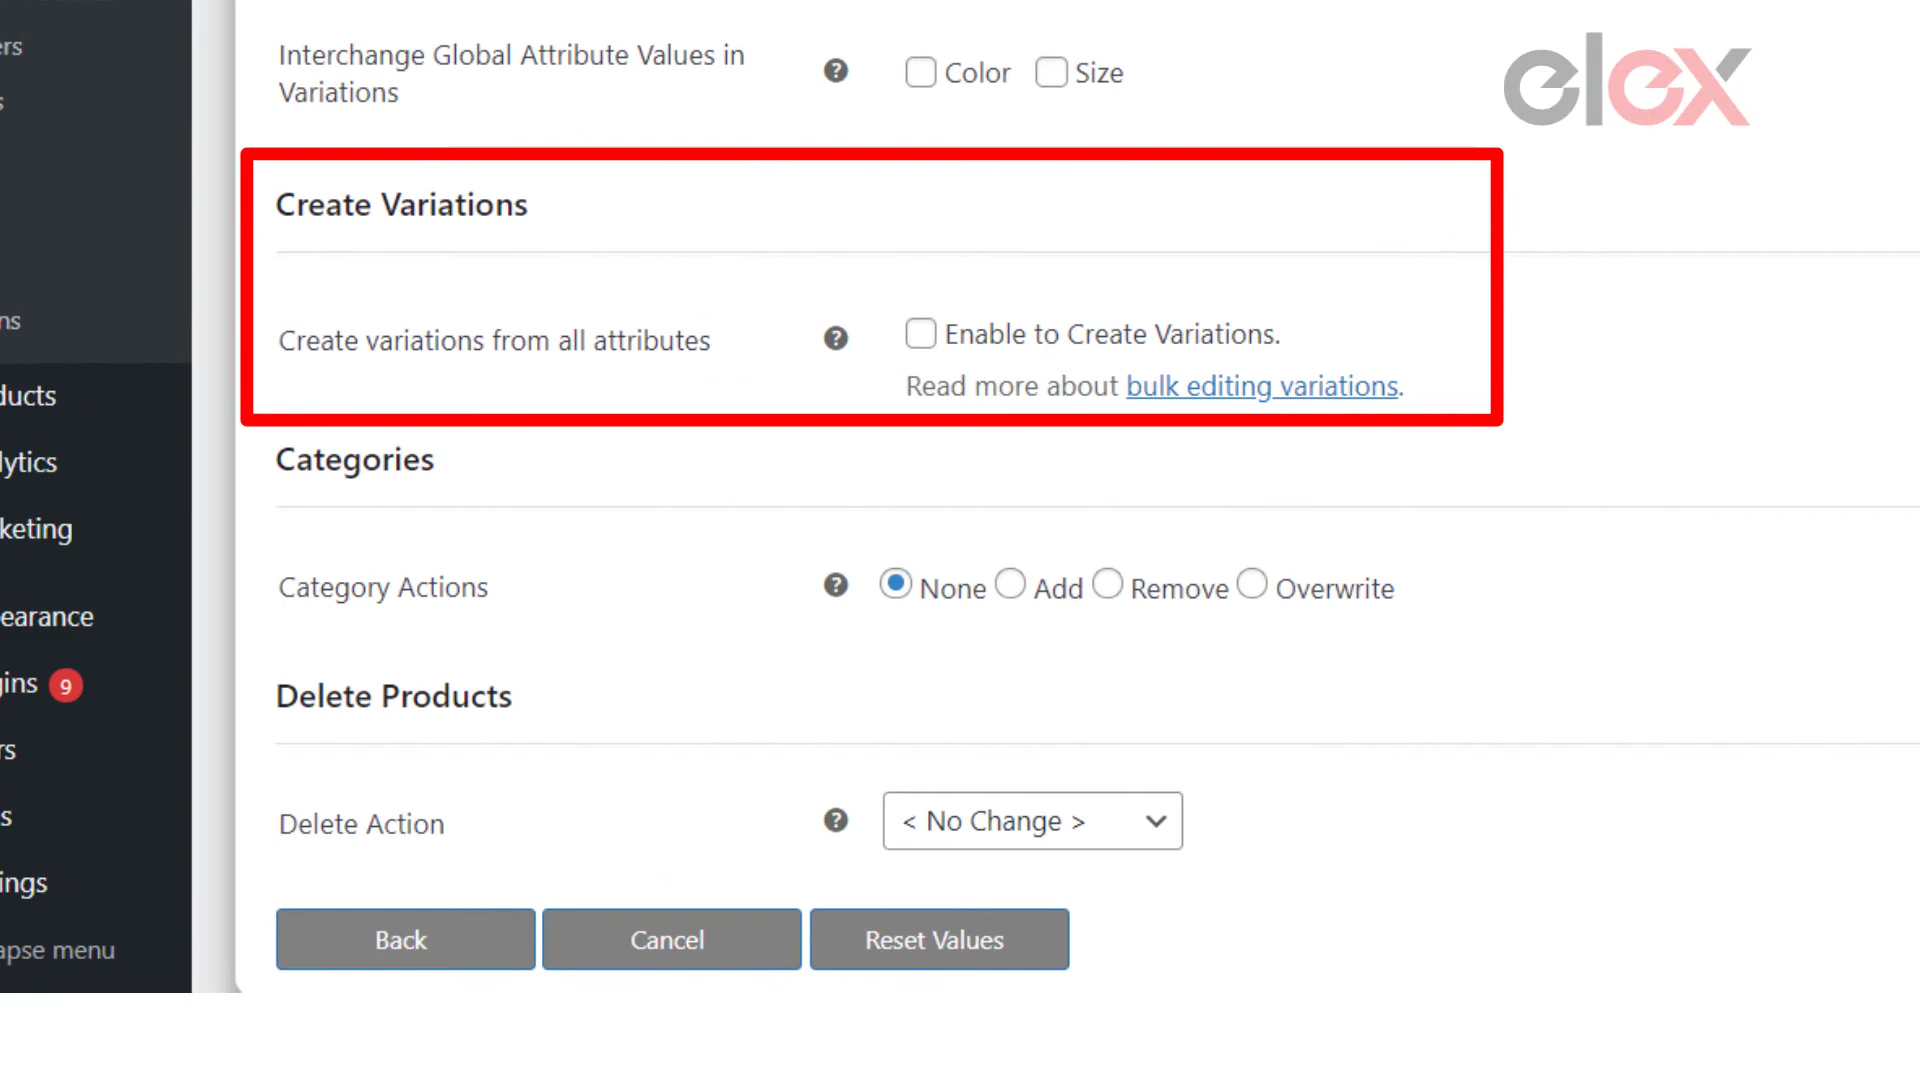 ers
s
ns
ducts
lytics
keting
earance
gins 9
rs
s
ings
apse menu
elex
Interchange Global Attribute Values in
Variations
? Color Size
Create Variations
Create variations from all attributes ? Enable to Create Variations.
Read more about bulk editing variations.
Categories
Category Actions ? None Add Remove Overwrite
Delete Products
Delete Action ? < No Change >
Back Cancel Reset Values